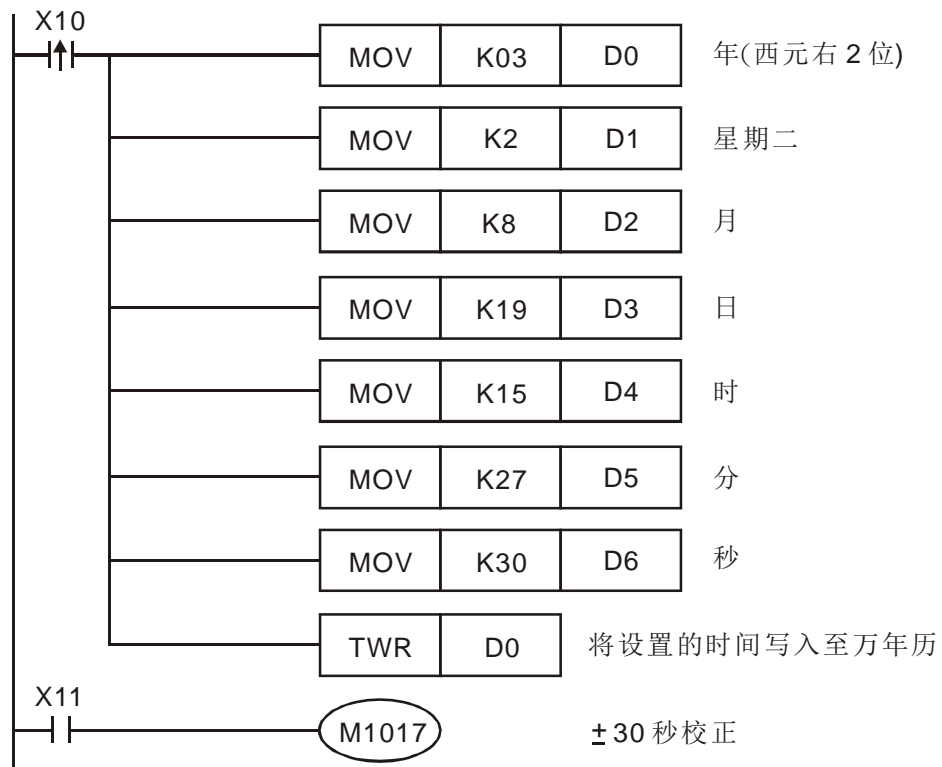 X10
MOV K03 D0 年(西元右 2 位)
MOV K2 D1 星期二
MOV K8 D2 月
MOV K19 D3 日
MOV K15 D4 时
MOV K27 D5 分
MOV K30 D6 秒
TWR D0 将设置的时间写入至万年历
X11
M1017 ±30 秒校正